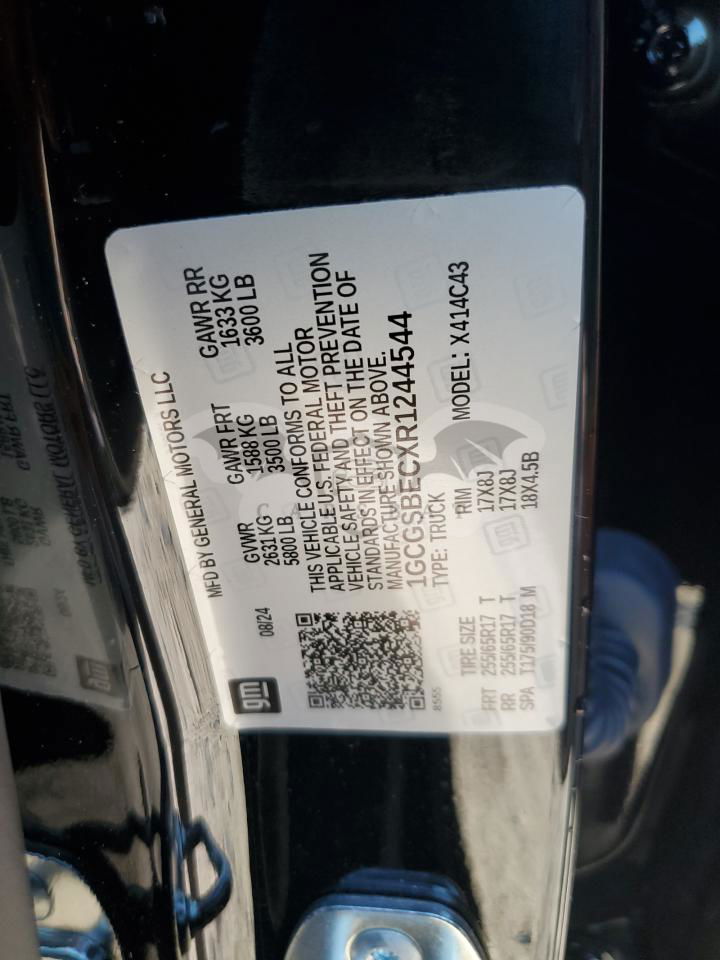 gm
MFD BY GENERAL MOTORS LLC
08/24
GVWR
2631 KG
5800 LB
GAWR FRT
1588 KG
3500 LB
GAWR RR
1633 KG
3600 LB
THIS VEHICLE CONFORMS TO ALL
APPLICABLE U.S. FEDERAL MOTOR
VEHICLE SAFETY AND THEFT PREVENTION
STANDARDS IN EFFECT ON THE DATE OF
MANUFACTURE SHOWN ABOVE.
1GCGSBECXR1244544
TYPE: TRUCK MODEL: X414C43
8555
TIRE SIZE RIM
FRT 255/65R17 T 17X8J
RR 255/65R17 T 17X8J
SPA T175/90D18 M 18X4.5B